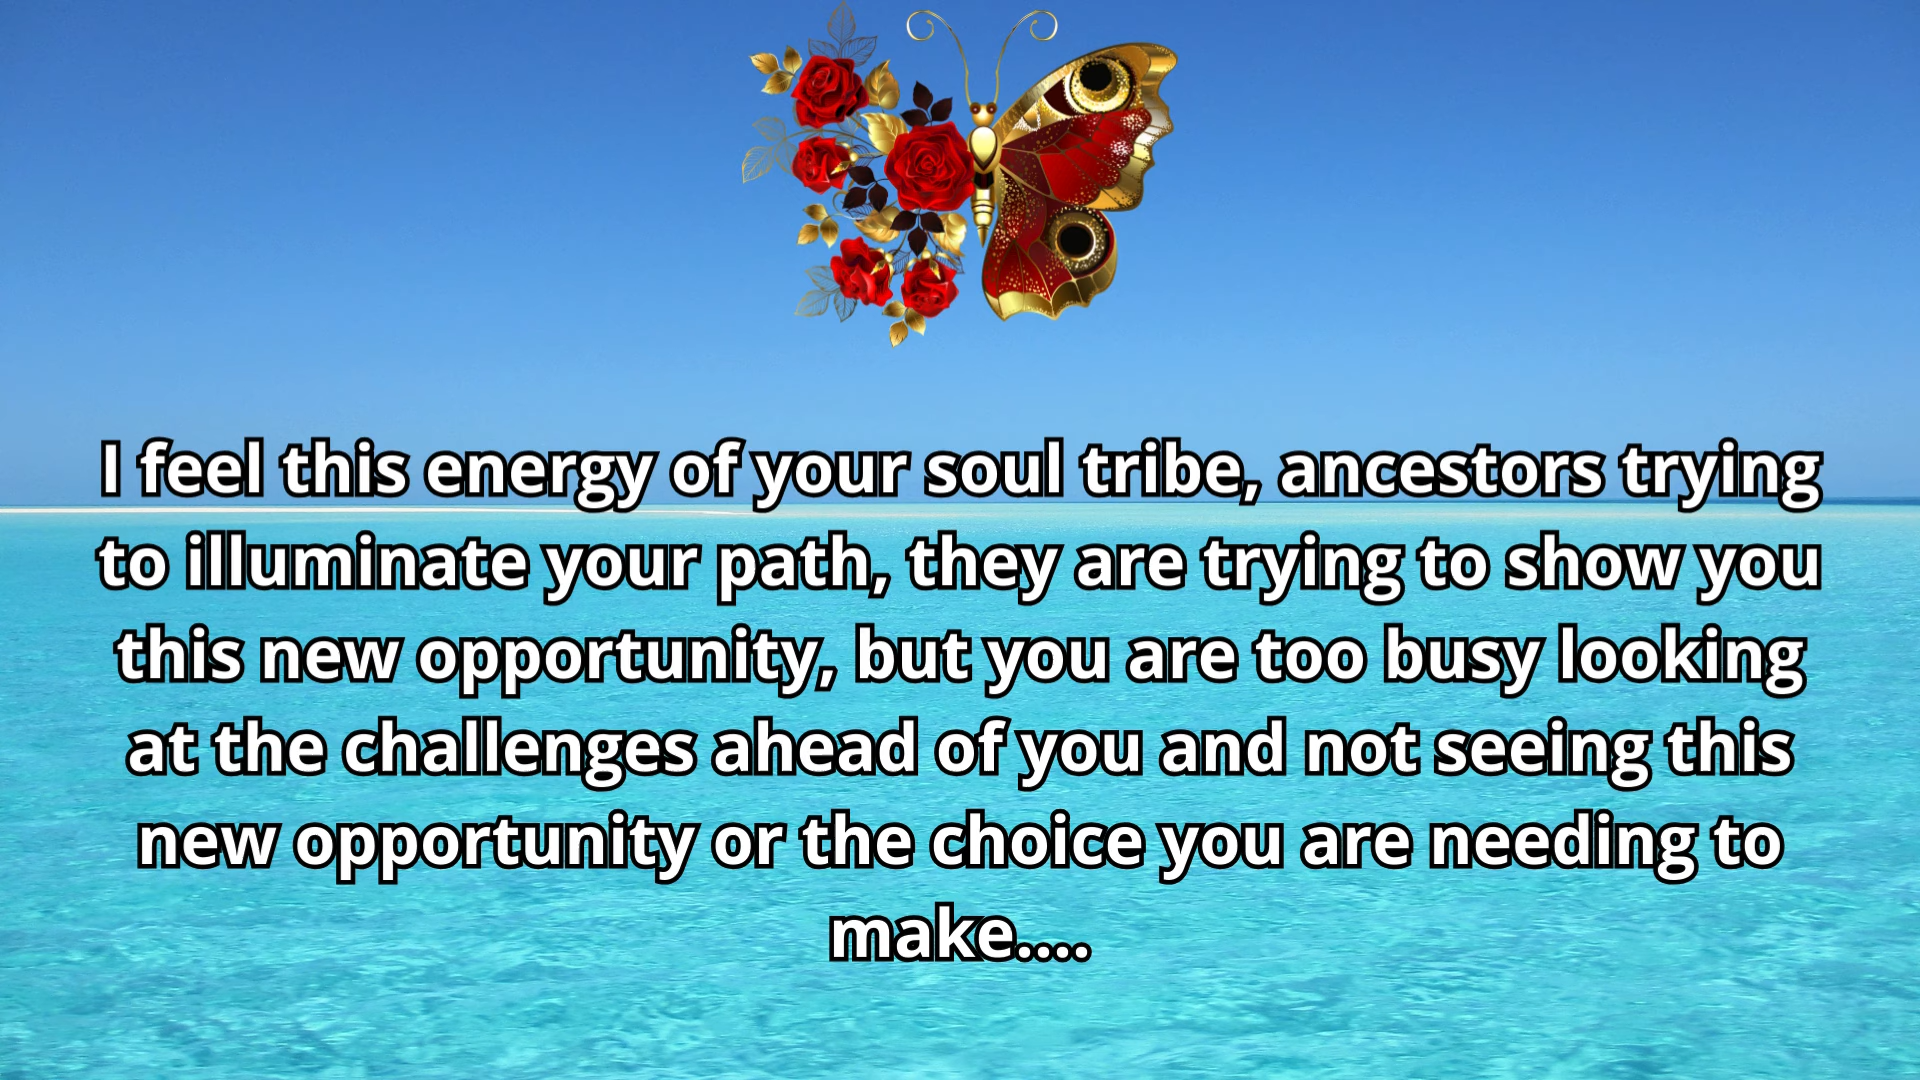 I feel this energy of your soul tribe, ancestors trying
to illuminate your path, they are trying to show you
this new opportunity, but you are too busy looking
at the challenges ahead of you and not seeing this
new opportunity or the choice you are needing to
make....